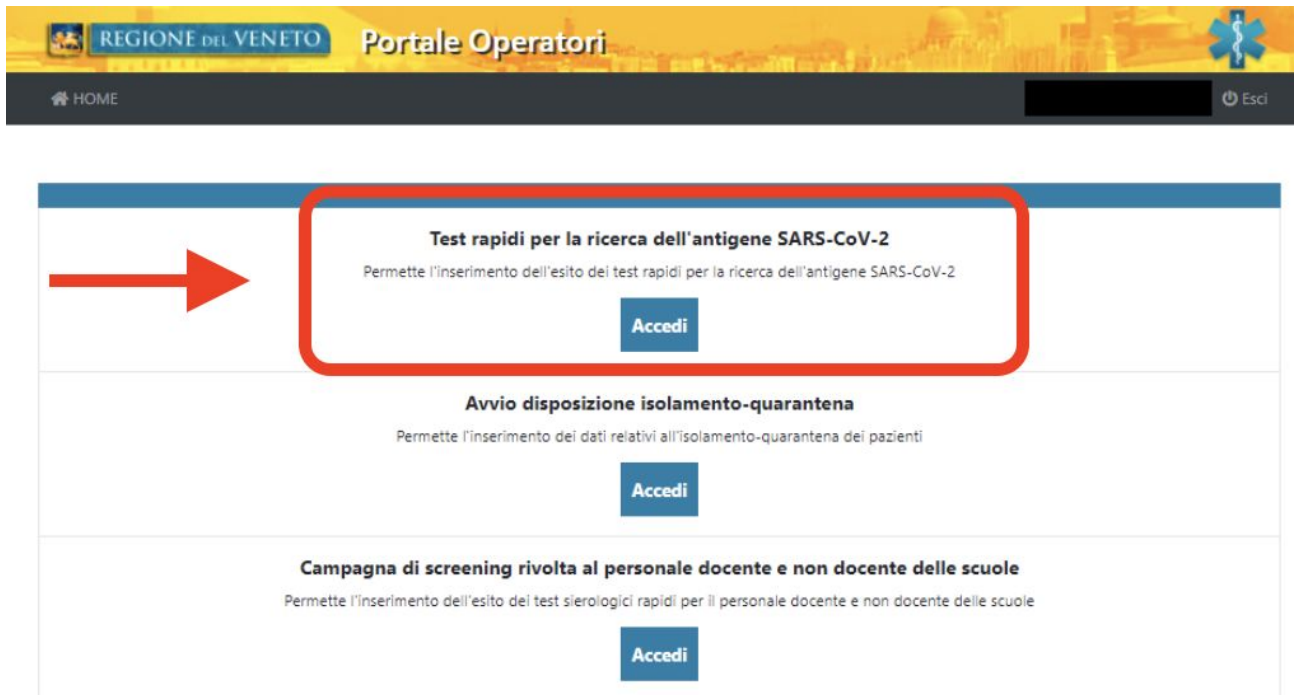 REGIONE DEL VENETO
Portale Operatori
HOME
Esci
Test rapidi per la ricerca dell'antigene SARS-CoV-2
Permette l'inserimento dell'esito dei test rapidi per la ricerca dell'antigene SARS-CoV-2
Accedi
Avvio disposizione isolamento-quarantena
Permette l'inserimento dei dati relativi all'isolamento-quarantena dei pazienti
Accedi
Campagna di screening rivolta al personale docente e non docente delle scuole
Permette l'inserimento dell'esito dei test sierologici rapidi per il personale docente e non docente delle scuole
Accedi